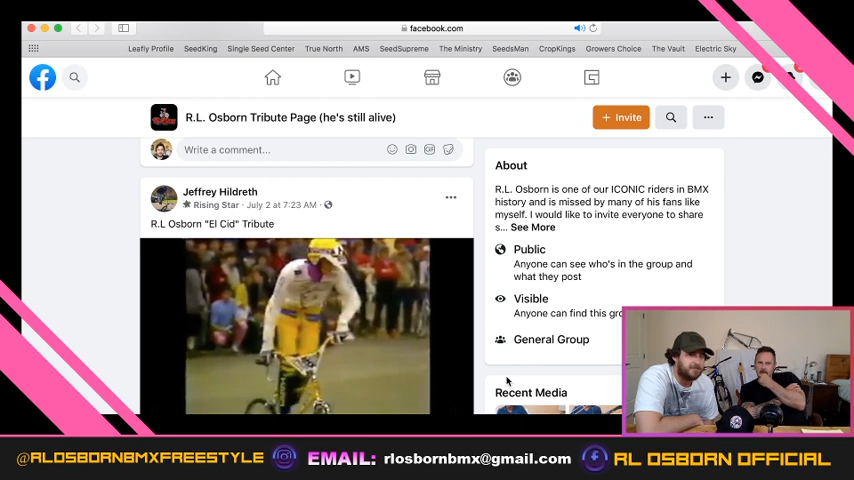 facebook.com
Leafly Profile SeedKing Single Seed Center True North AMS SeedSupreme The Ministry SeedsMan CropKings Growers Choice The Vault Electric Sky
R.L. Osborn Tribute Page (he's still alive)
+ Invite
Write a comment...
GIF
Jeffrey Hildreth
Rising Star · July 2 at 7:23 AM ·
R.L Osborn "El Cid" Tribute
About
R.L. Osborn is one of our ICONIC riders in BMX
history and is missed by many of his fans like
myself. I would like to invite everyone to share
s... See More
Public
Anyone can see who's in the group and
what they post
Visible
Anyone can find this
General Group
Recent Media
@RLOSBORNBMXFREESTYLE EMAIL: rlosbornbmx@gmail.com RL OSBORN OFFICIAL